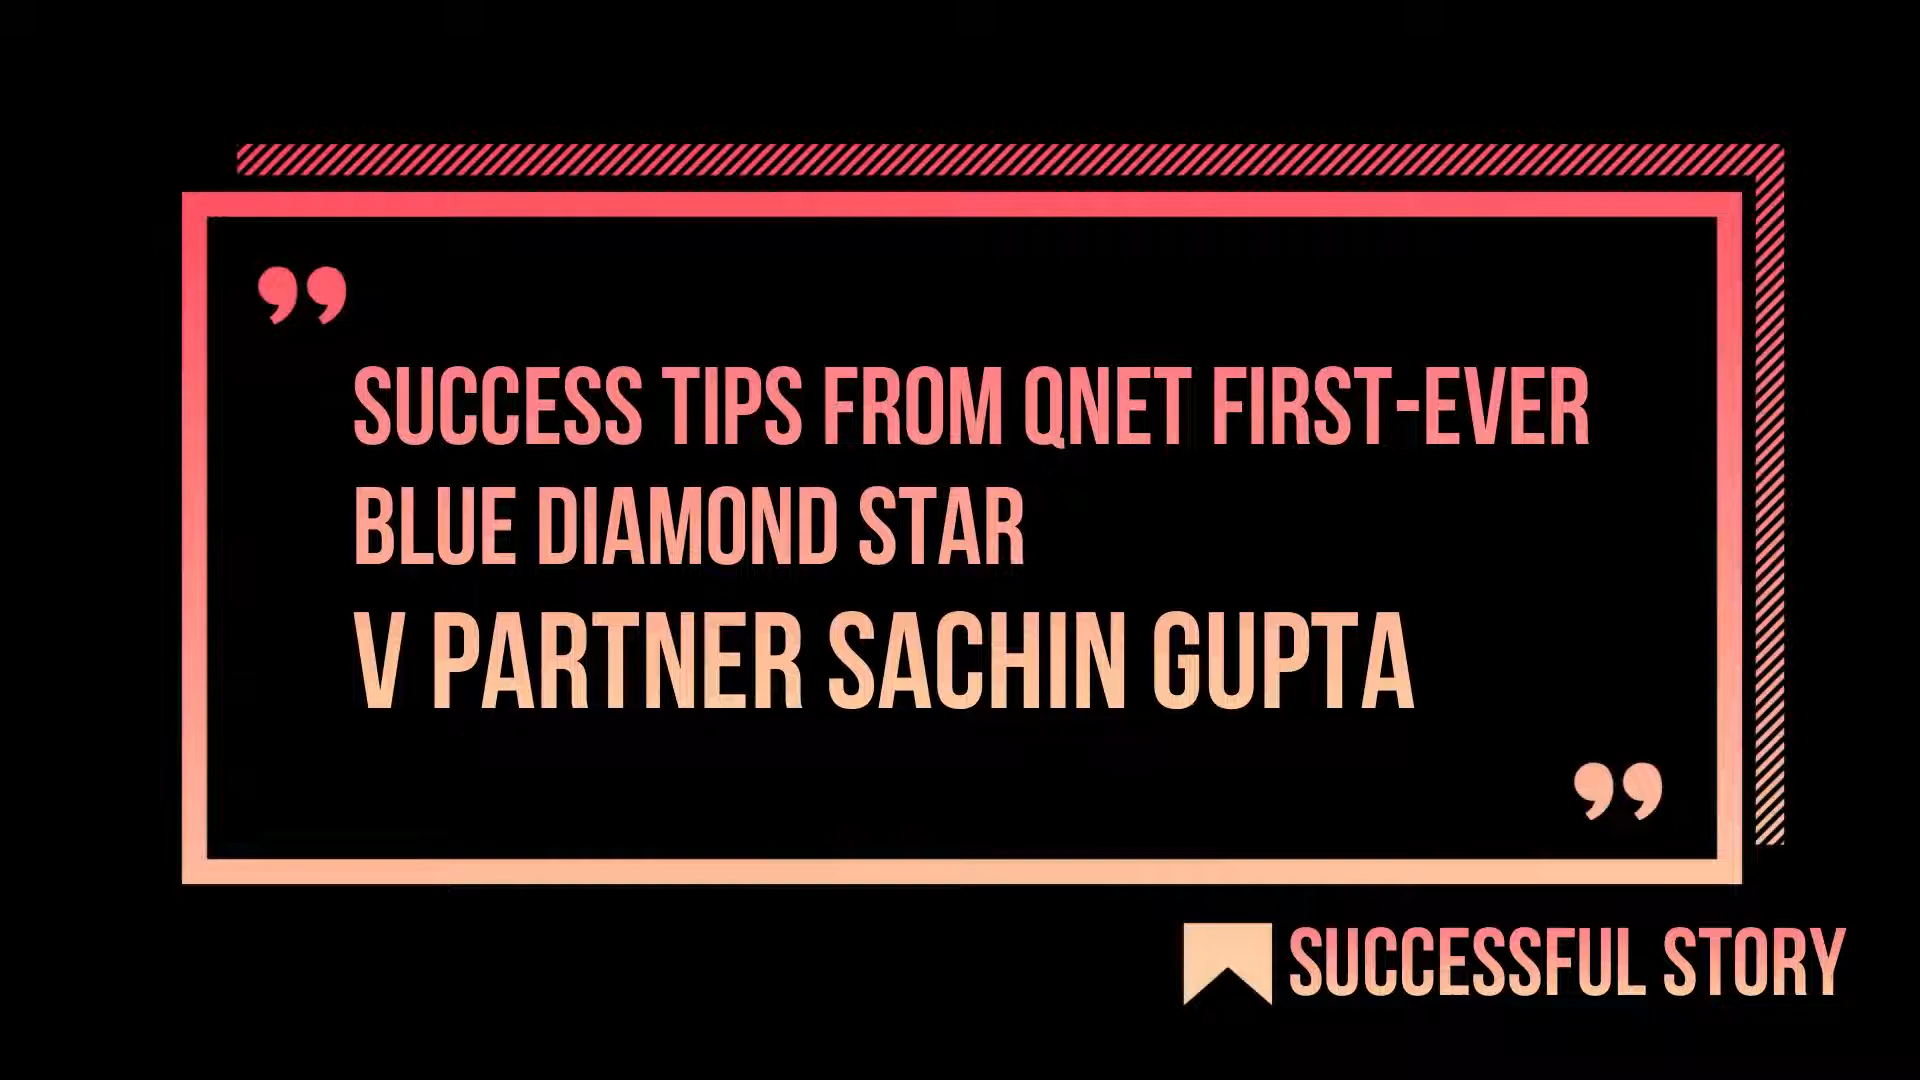 SUCCESS TIPS FROM QNET FIRST-EVER
BLUE DIAMOND STAR
V PARTNER SACHIN GUPTA
SUCCESSFUL STORY